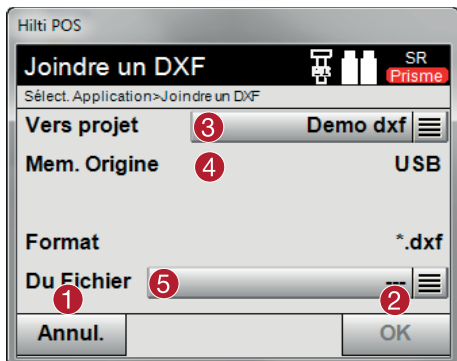 Hilti POS
Joindre un DXF
SR
Prisme
Sélect. Application>Joindre un DXF
Vers projet 3 Demo dxf
Mem. Origine 4 USB
Format *.dxf
Du Fichier 5 ---
1 2
Annul. OK